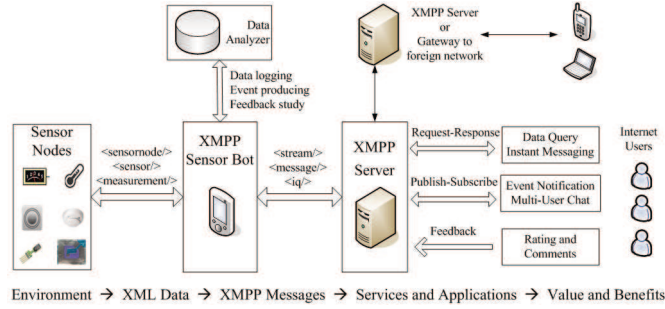 Data
Analyzer
XMPP Server
or
Gateway to
foreign network
Data logging
Event producing
Feedback study
Sensor
Nodes
<sensornode/>
<sensor/>
<measurement/>
XMPP
Sensor Bot
<stream/>
<message/>
<iq/>
XMPP
Server
Request-Response
Data Query
Instant Messaging
Publish-Subscribe
Event Notification
Multi-User Chat
Feedback
Rating and
Comments
Internet
Users
Environment → XML Data → XMPP Messages → Services and Applications → Value and Benefits